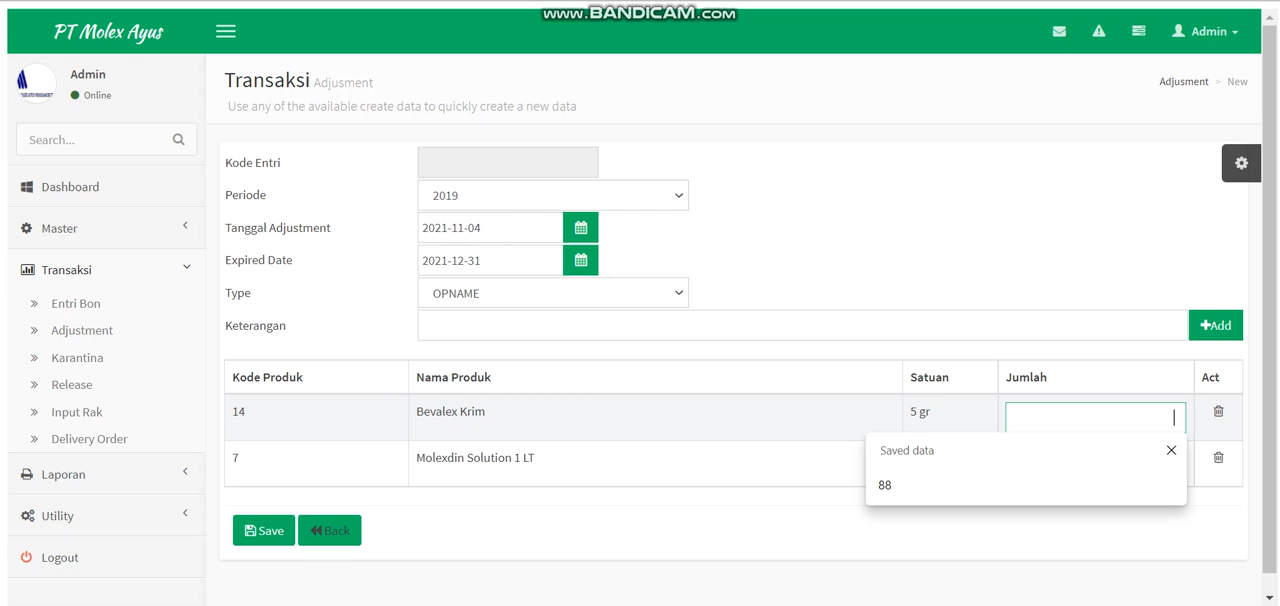 www.BANDICAM.com
PT Molex Ayus
Admin
Admin
Online
Search...
Dashboard
Master
Transaksi
Entri Bon
Adjustment
Karantina
Release
Input Rak
Delivery Order
Laporan
Utility
Logout
Transaksi Adjusment
Adjusment > New
Use any of the available create data to quickly create a new data
Kode Entri
Periode 2019
Tanggal Adjustment 2021-11-04
Expired Date 2021-12-31
Type OPNAME
Keterangan
Add
Kode Produk Nama Produk Satuan Jumlah Act
14 Bevalex Krim 5 gr
7 Molexdin Solution 1 LT
Saved data
88
Save Back